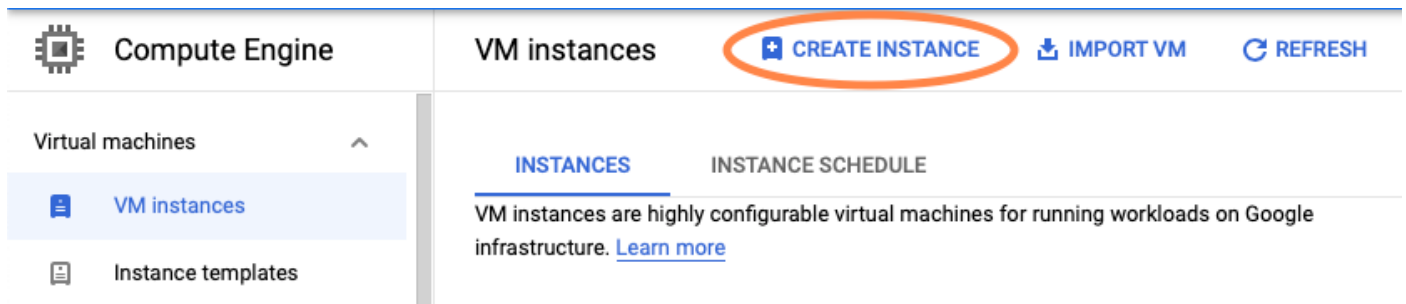 Compute Engine
VM instances
CREATE INSTANCE
IMPORT VM
REFRESH
Virtual machines
VM instances
Instance templates
INSTANCES
INSTANCE SCHEDULE
VM instances are highly configurable virtual machines for running workloads on Google
infrastructure. Learn more